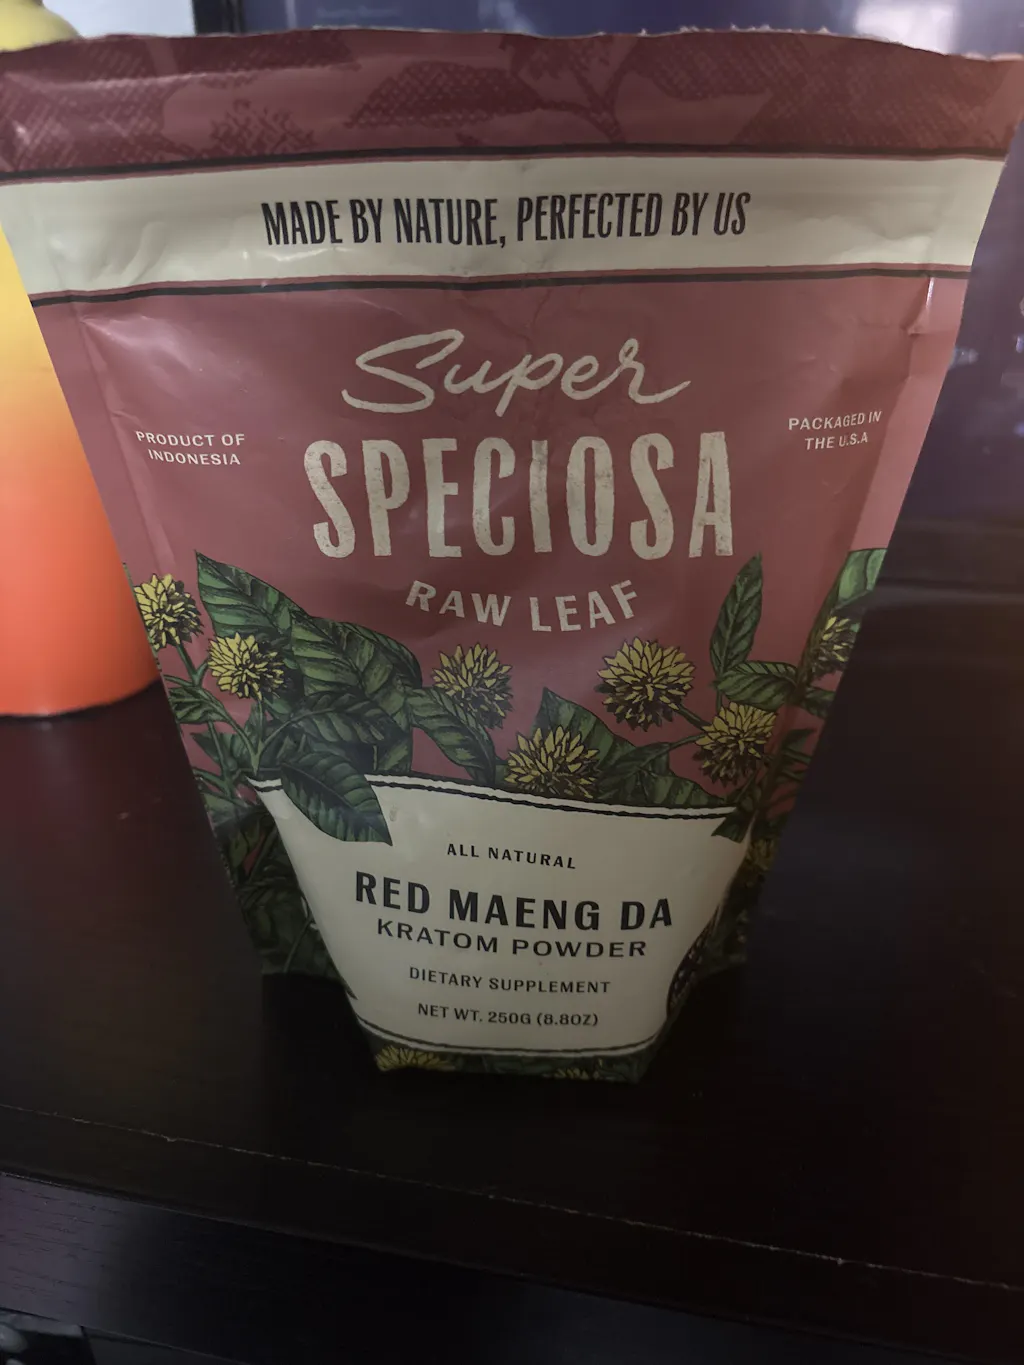 MADE BY NATURE, PERFECTED BY US
Super
SPECIOSA
RAW LEAF
PRODUCT OF
INDONESIA
PACKAGED IN
THE U.S.A
ALL NATURAL
RED MAENG DA
KRATOM POWDER
DIETARY SUPPLEMENT
NET WT. 250G (8.8OZ)